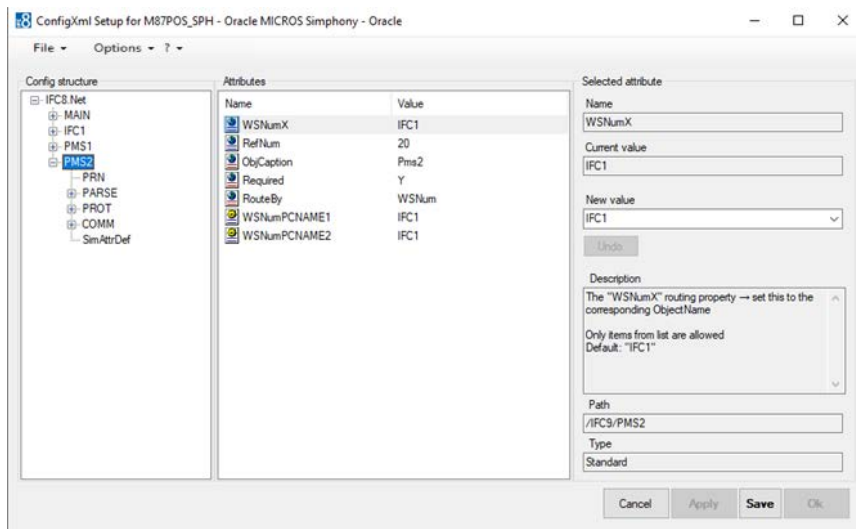 ConfigXml Setup for M87POS_SPH - Oracle MICROS Simphony - Oracle
File Options ?
Config structure
IFC8.Net
MAIN
IFC1
PMS1
PMS2
PRN
PARSE
PROT
COMM
SimAttrDef
Attributes
Name Value
WSNumX IFC1
RefNum 20
ObjCaption Pms2
Required Y
RouteBy WSNum
WSNumPCNAME1 IFC1
WSNumPCNAME2 IFC1
Selected attribute
Name
WSNumX
Current value
IFC1
New value
IFC1
Undo
Description
The "WSNumX" routing property → set this to the
corresponding ObjectName
Only items from list are allowed
Default: "IFC1"
Path
/IFC9/PMS2
Type
Standard
Cancel Apply Save Ok